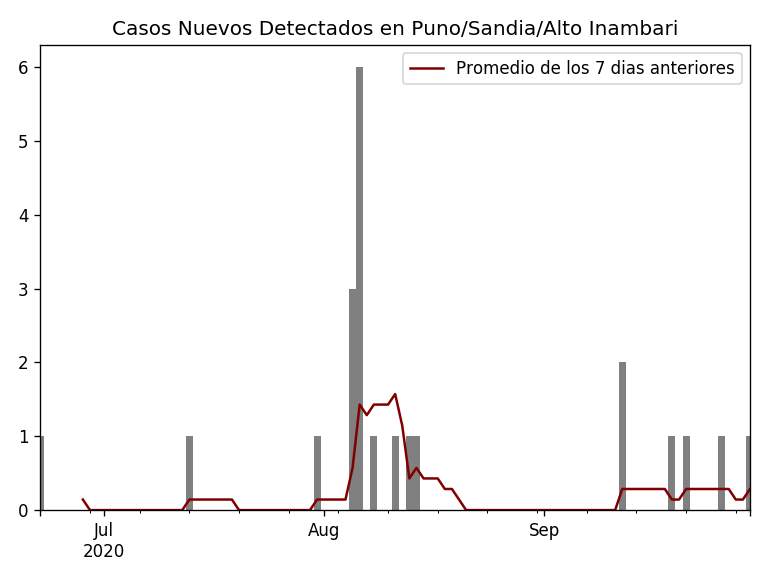 Casos Nuevos Detectados en Puno/Sandia/Alto Inambari
Promedio de los 7 dias anteriores
6
5
4
3
2
1
0
Jul
2020
Aug
Sep